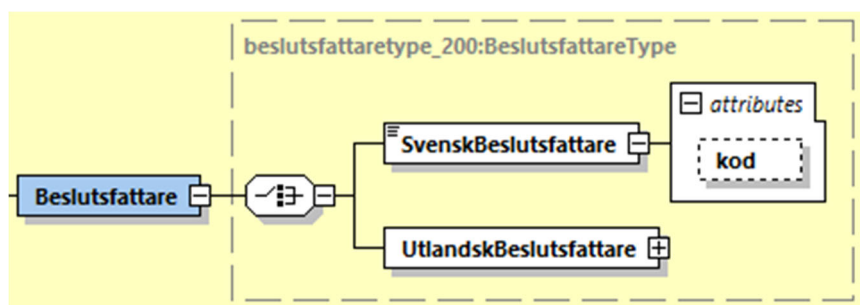 beslutsfattaretype_200:BeslutsfattareType
attributes
SvenskBeslutsfattare
kod
Beslutsfattare
UtlandskBeslutsfattare